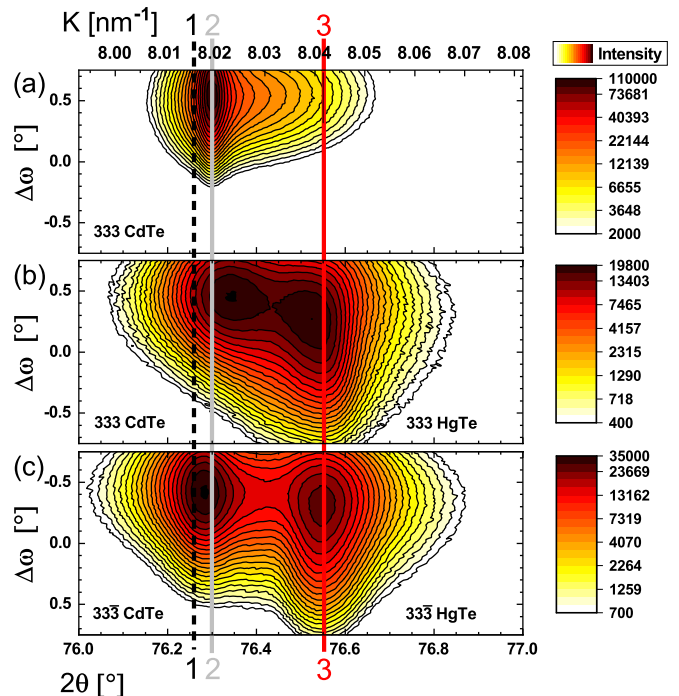 K [nm⁻¹] 1 2 3
8.00 8.01 8.02 8.03 8.04 8.05 8.06 8.07 8.08
Intensity
(a)
Δω [°]
0.5
0.0
-0.5
333 CdTe
110000
73681
40393
22144
12139
6655
3648
2000
(b)
Δω [°]
0.5
0.0
-0.5
333 CdTe 333 HgTe
19800
13403
7465
4157
2315
1290
718
400
(c)
Δω [°]
-0.5
0.0
0.5
333̄ CdTe 333̄ HgTe
35000
23669
13162
7319
4070
2264
1259
700
76.0 76.2 76.4 76.6 76.8 77.0
2θ [°] 1 2 3